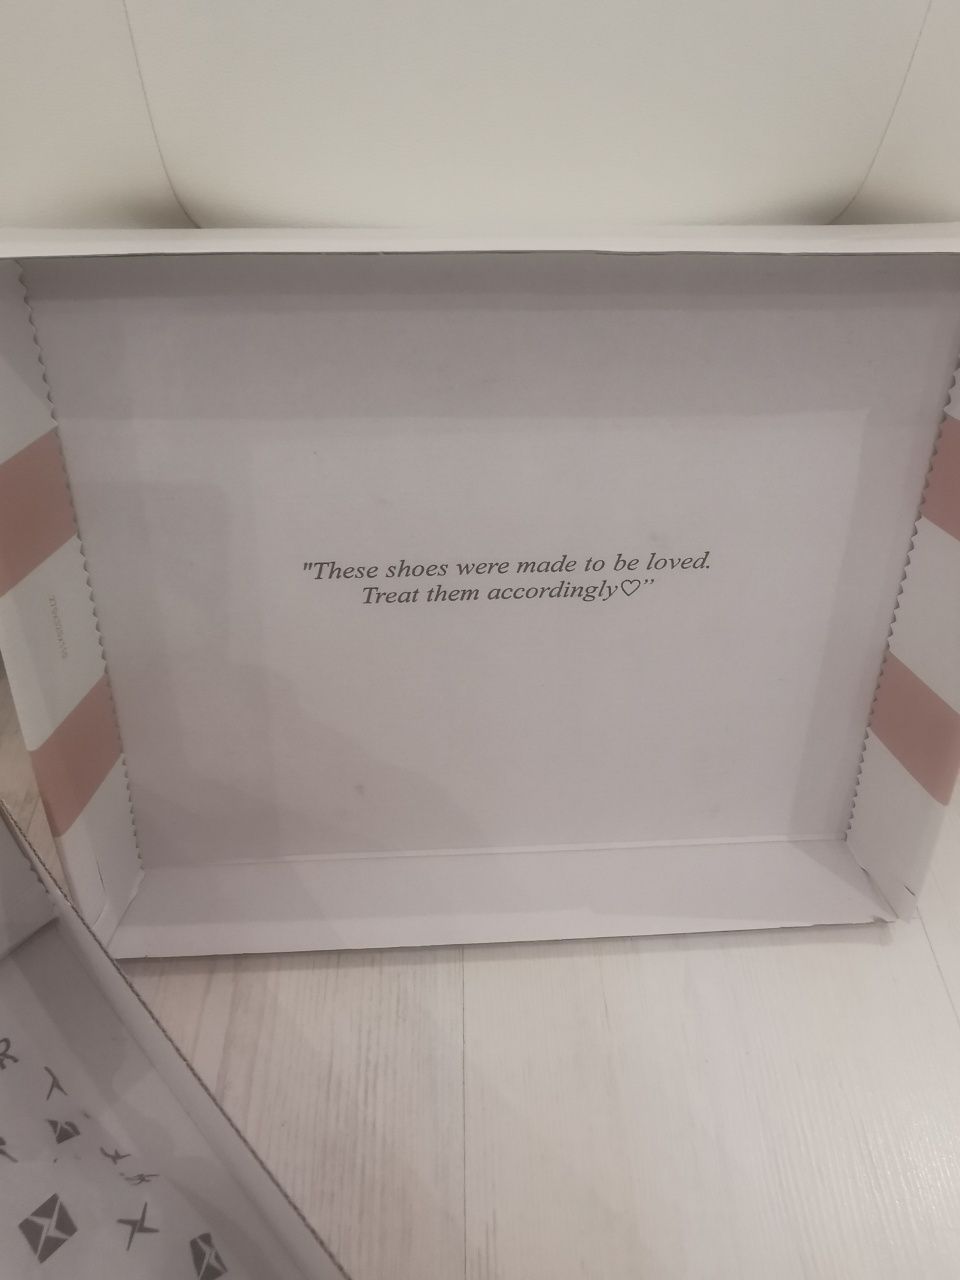 "These shoes were made to be loved.
Treat them accordingly♡”